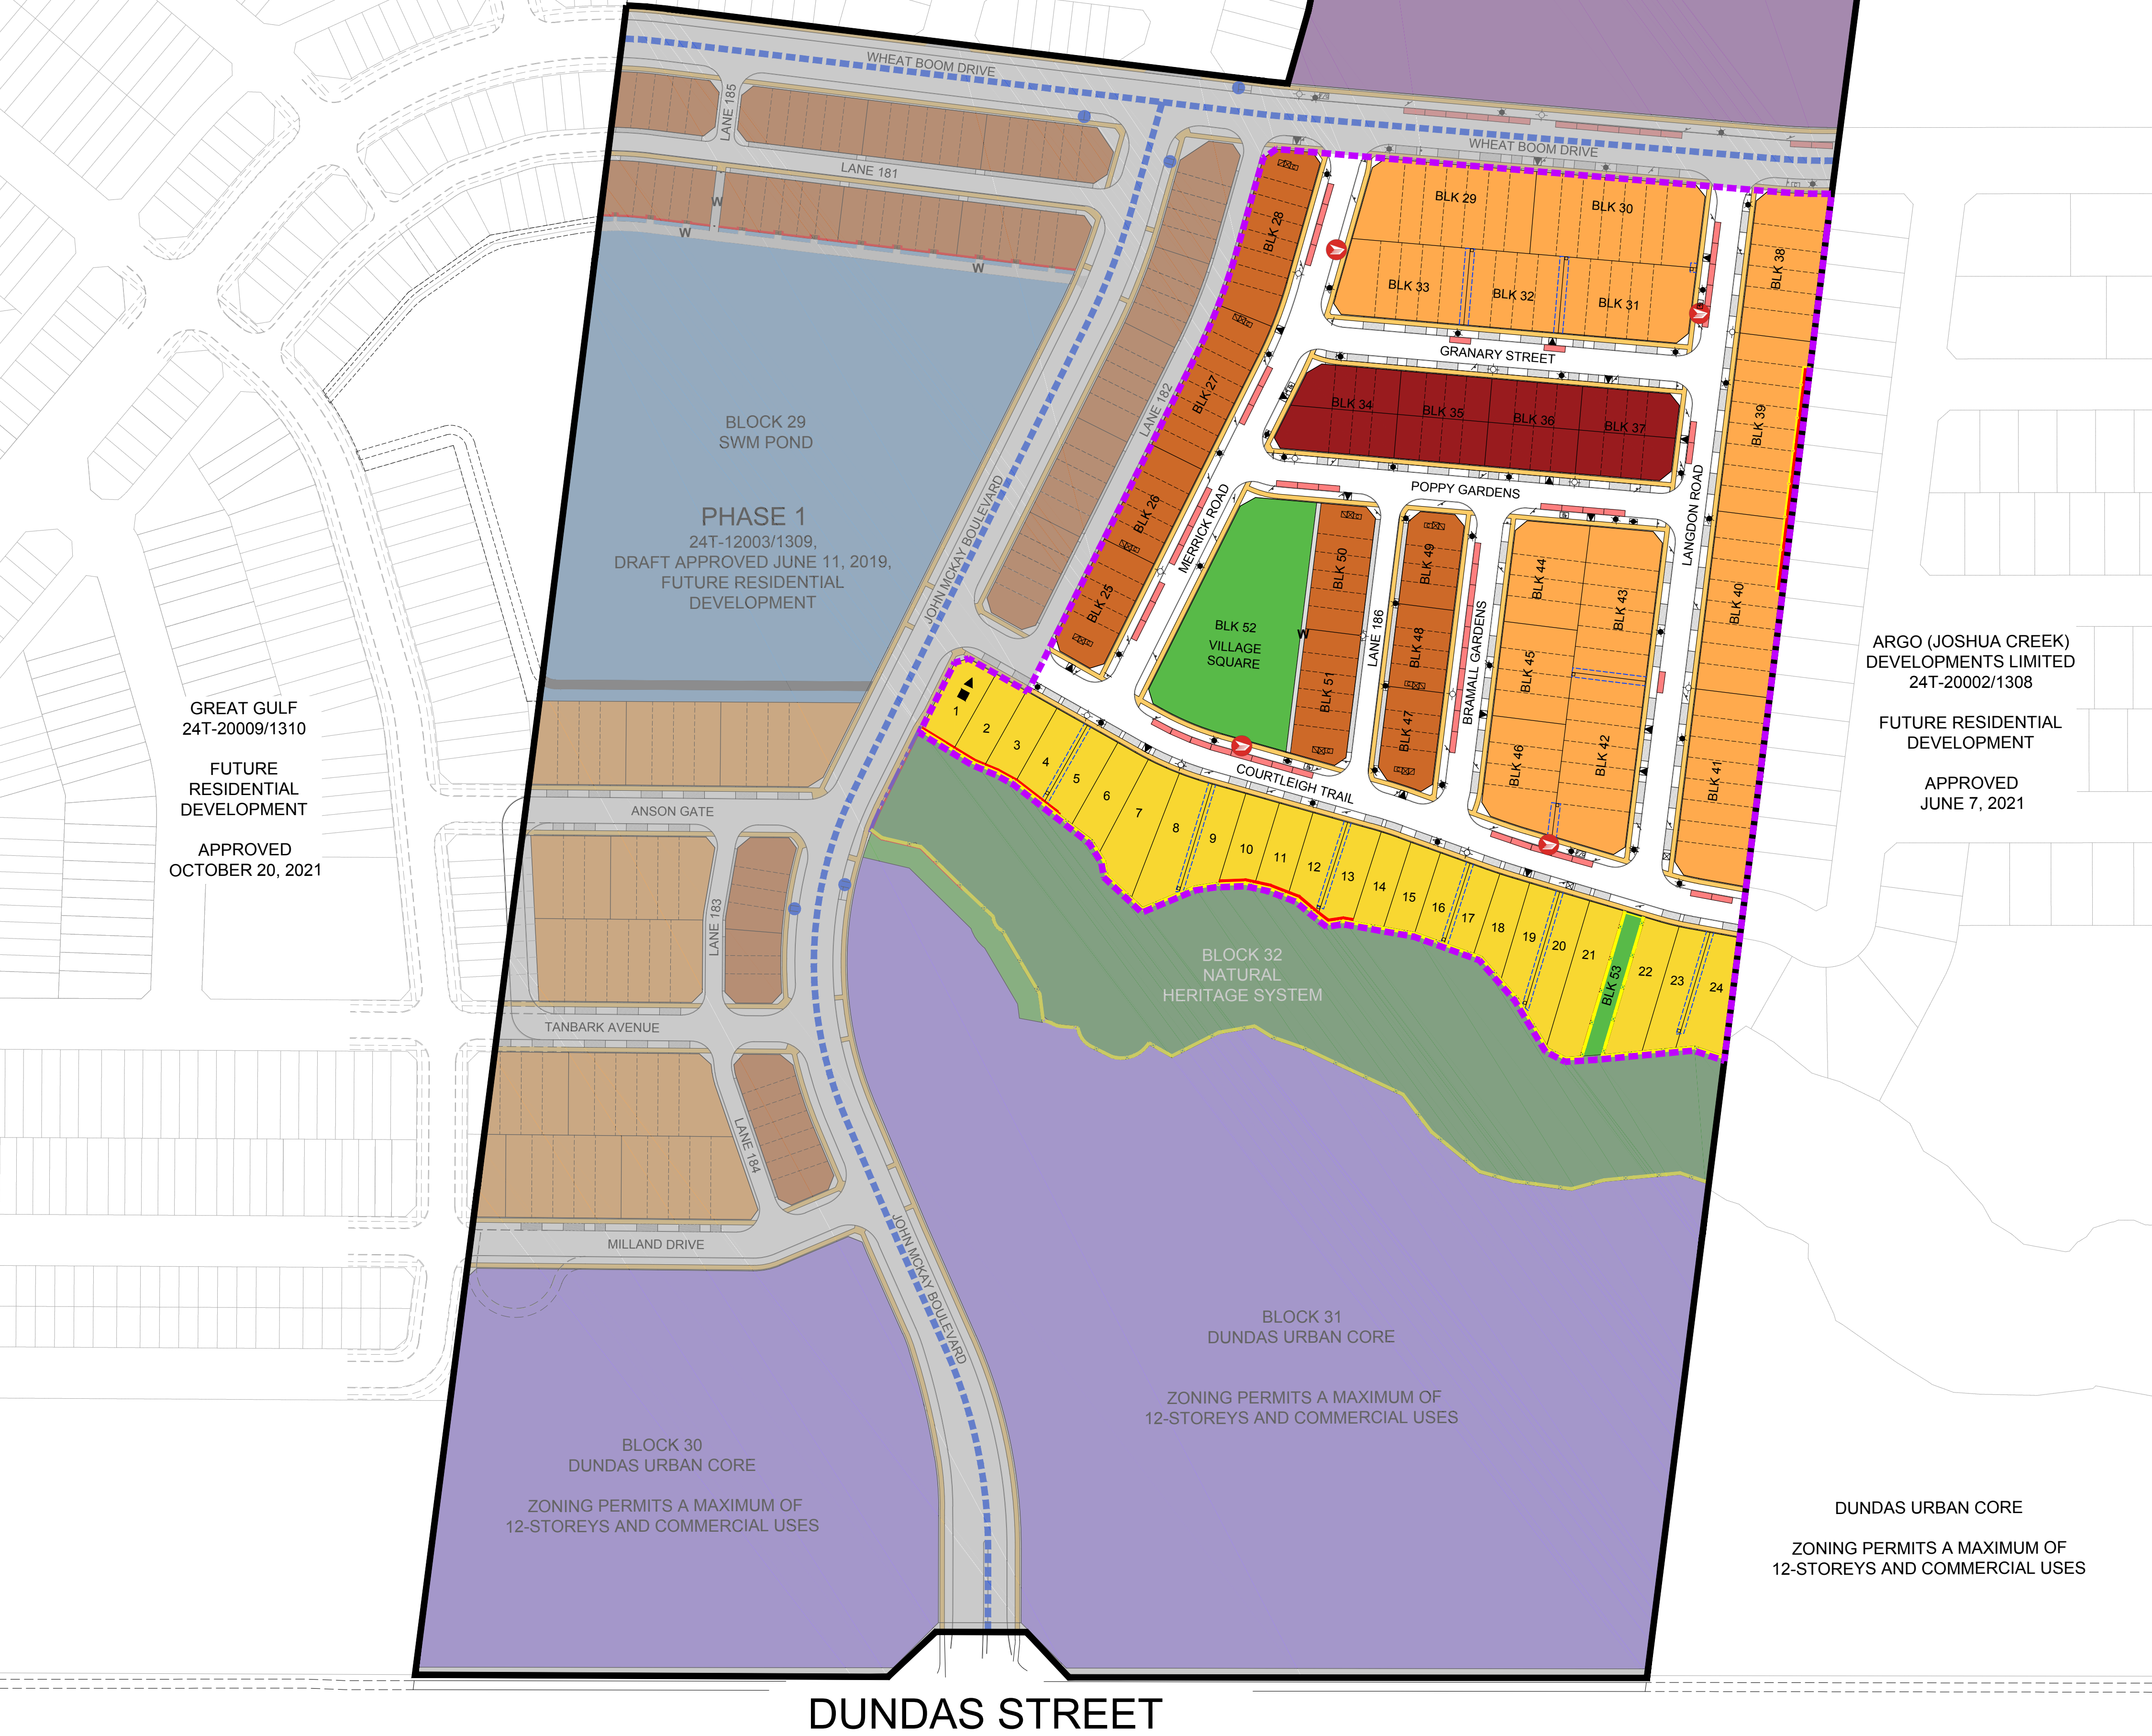 WHEAT BOOM DRIVE
LANE 185
LANE 181
W
W
W
WHEAT BOOM DRIVE
BLK 28
BLK 29
BLK 30
BLK 38
BLK 33
BLK 32
BLK 31
GRANARY STREET
BLK 27
LANE 182
BLK 34
BLK 35
BLK 36
BLK 37
BLK 39
BLOCK 29
SWM POND
PHASE 1
24T-12003/1309,
DRAFT APPROVED JUNE 11, 2019,
FUTURE RESIDENTIAL
DEVELOPMENT
JOHN MCKAY BOULEVARD
BLK 26
MERRICK ROAD
POPPY GARDENS
LANGDON ROAD
BLK 25
BLK 50
BLK 49
BLK 44
BLK 43
BLK 40
BLK 52
VILLAGE
SQUARE
W
LANE 186
BLK 48
BRAMALL GARDENS
BLK 45
BLK 51
BLK 47
BLK 46
BLK 42
BLK 41
ARGO (JOSHUA CREEK)
DEVELOPMENTS LIMITED
24T-20002/1308
FUTURE RESIDENTIAL
DEVELOPMENT
APPROVED
JUNE 7, 2021
GREAT GULF
24T-20009/1310
FUTURE
RESIDENTIAL
DEVELOPMENT
APPROVED
OCTOBER 20, 2021
COURTLEIGH TRAIL
1
2
3
4
5
6
7
8
9
10
11
12
13
14
15
16
17
18
19
20
21
BLK 53
22
23
24
ANSON GATE
LANE 183
BLOCK 32
NATURAL
HERITAGE SYSTEM
TANBARK AVENUE
LANE 184
MILLAND DRIVE
JOHN MCKAY BOULEVARD
BLOCK 31
DUNDAS URBAN CORE
ZONING PERMITS A MAXIMUM OF
12-STOREYS AND COMMERCIAL USES
BLOCK 30
DUNDAS URBAN CORE
ZONING PERMITS A MAXIMUM OF
12-STOREYS AND COMMERCIAL USES
DUNDAS URBAN CORE
ZONING PERMITS A MAXIMUM OF
12-STOREYS AND COMMERCIAL USES
DUNDAS STREET